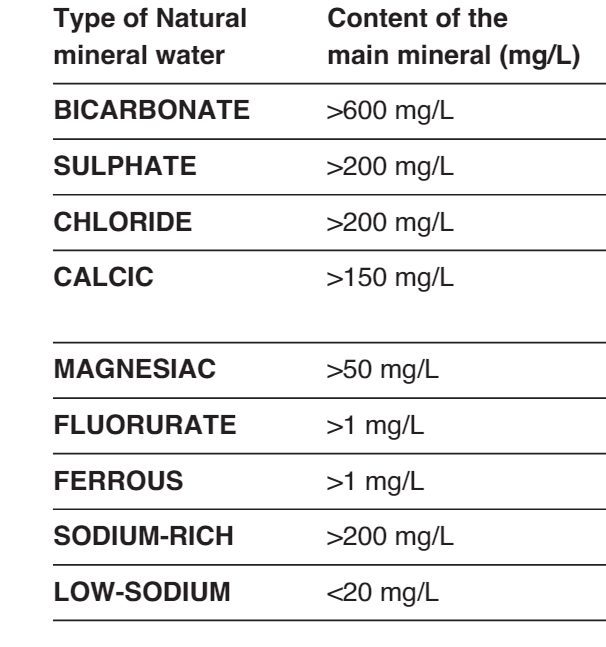 Type of Natural mineral water Content of the main mineral (mg/L)
BICARBONATE >600 mg/L
SULPHATE >200 mg/L
CHLORIDE >200 mg/L
CALCIC >150 mg/L
MAGNESIAC >50 mg/L
FLUORURATE >1 mg/L
FERROUS >1 mg/L
SODIUM-RICH >200 mg/L
LOW-SODIUM <20 mg/L